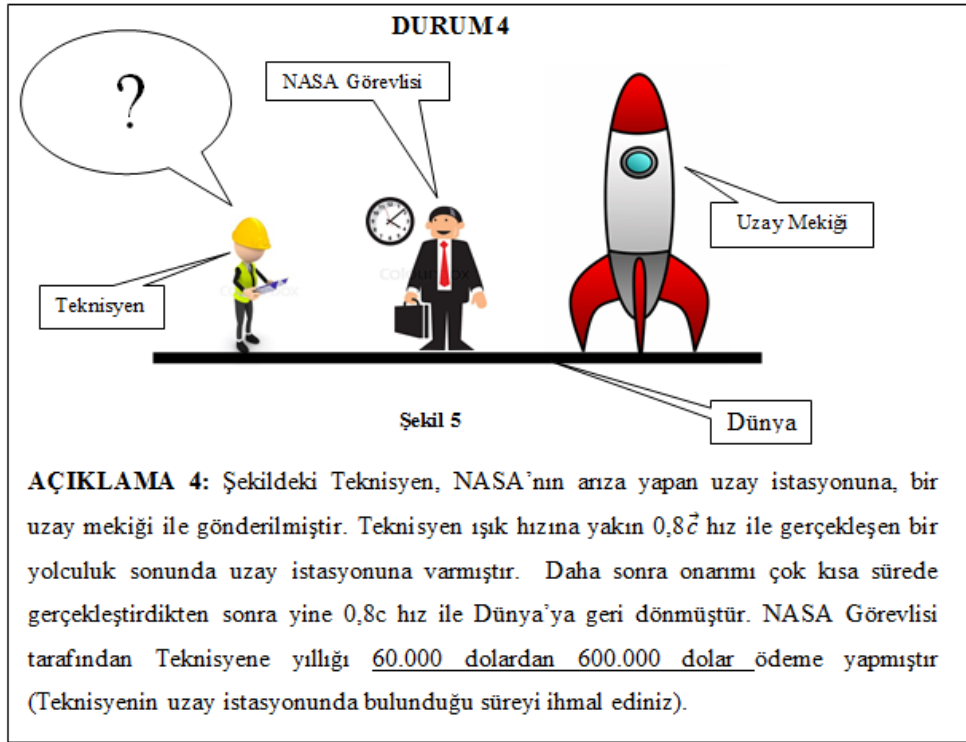 DURUM 4
?
NASA Görevlisi
Uzay Mekiği
Teknisyen
Dünya
Şekil 5
AÇIKLAMA 4: Şekildeki Teknisyen, NASA'nın arıza yapan uzay istasyonuna, bir
uzay mekiği ile gönderilmiştir. Teknisyen ışık hızına yakın 0,8c⃗ hız ile gerçekleşen bir
yolculuk sonunda uzay istasyonuna varmıştır. Daha sonra onarımı çok kısa sürede
gerçekleştirdikten sonra yine 0,8c hız ile Dünya'ya geri dönmüştür. NASA Görevlisi
tarafından Teknisyene yıllığı 60.000 dolardan 600.000 dolar ödeme yapmıştır
(Teknisyenin uzay istasyonunda bulunduğu süreyi ihmal ediniz).